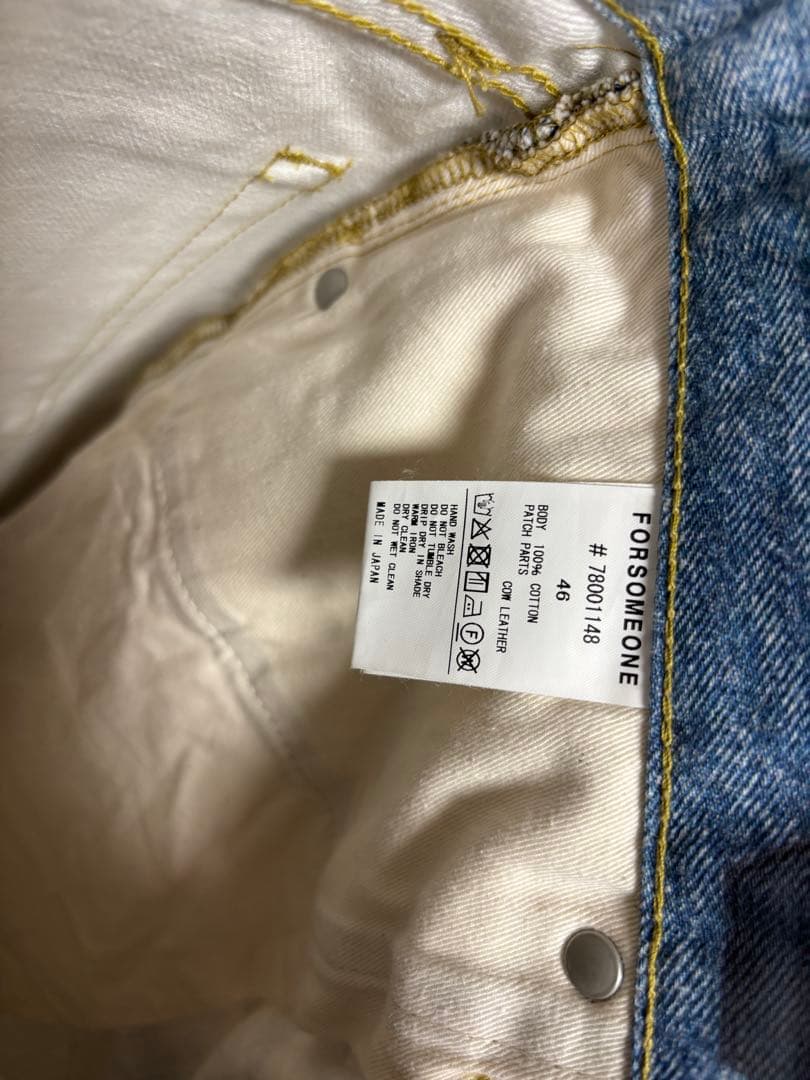 FORSOMEONE
# 78001148
46
BODY 100% COTTON
PATCH PARTS COW LEATHER
F
W
HAND WASH
DO NOT BLEACH
DO NOT TUMBLE DRY
DRIP DRY IN SHADE
WARM IRON
DRY CLEAN
DO NOT WET CLEAN
MADE IN JAPAN